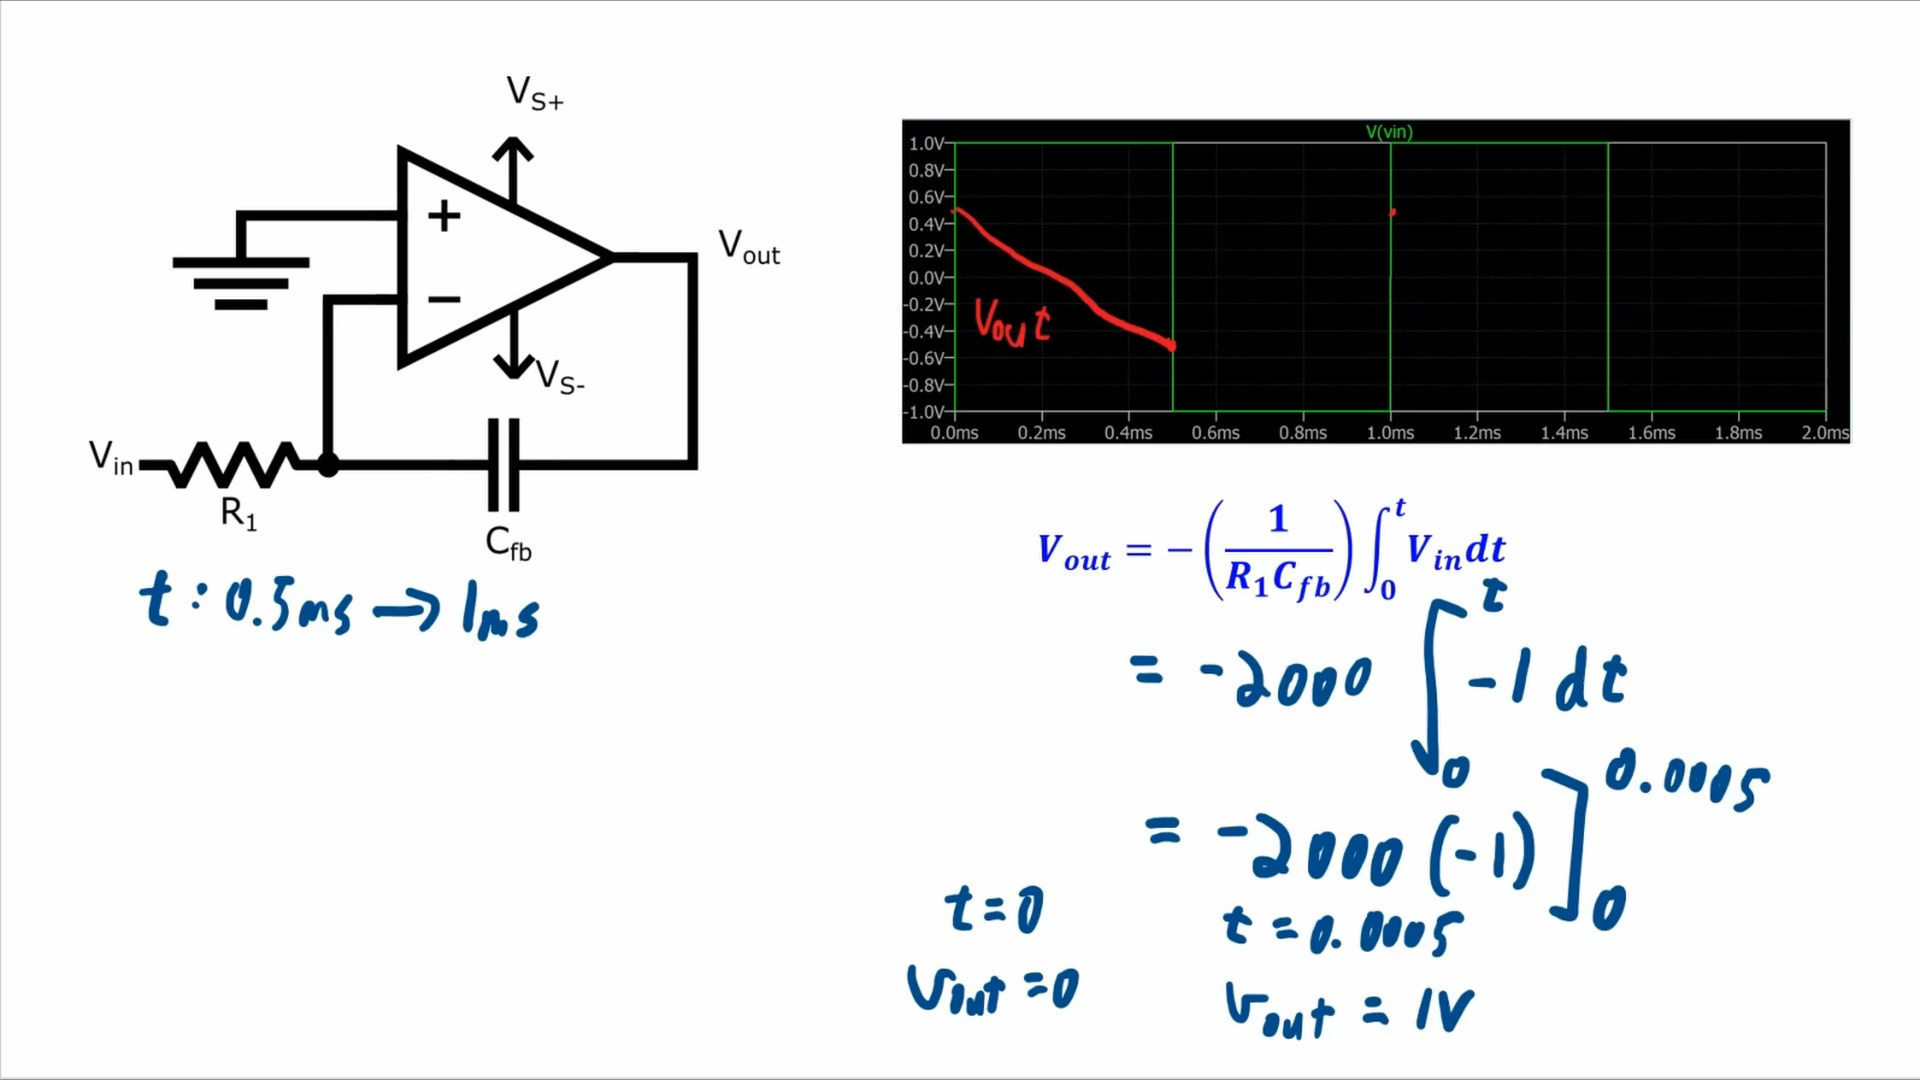 V_S+
+
−
V_out
V_S-
V_in
R_1
C_fb
t : 0.5ms → 1ms
V(vin)
1.0V
0.8V
0.6V
0.4V
0.2V
0.0V
-0.2V
-0.4V
-0.6V
-0.8V
-1.0V
Vout
0.0ms 0.2ms 0.4ms 0.6ms 0.8ms 1.0ms 1.2ms 1.4ms 1.6ms 1.8ms 2.0ms
V_out = −(1/(R_1C_fb)) ∫_0^t V_in dt
= -2000 ∫_0^t -1 dt
= -2000 (-1) ]_0^0.0005
t=0
Vout =0
t = 0.0005
Vout = 1V